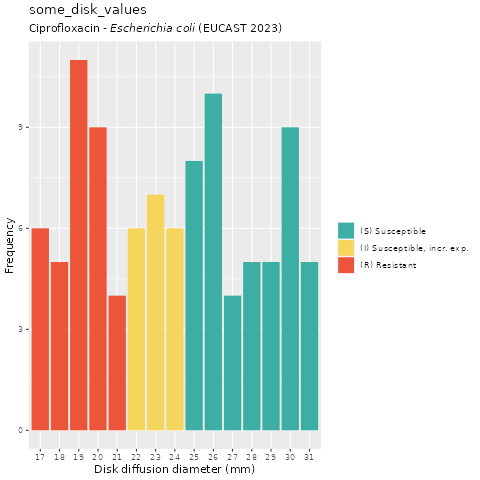 some_disk_values
Ciprofloxacin - Escherichia coli (EUCAST 2023)
Frequency
9
6
3
0
17 18 19 20 21 22 23 24 25 26 27 28 29 30 31
Disk diffusion diameter (mm)
(S) Susceptible
(I) Susceptible, incr. exp.
(R) Resistant